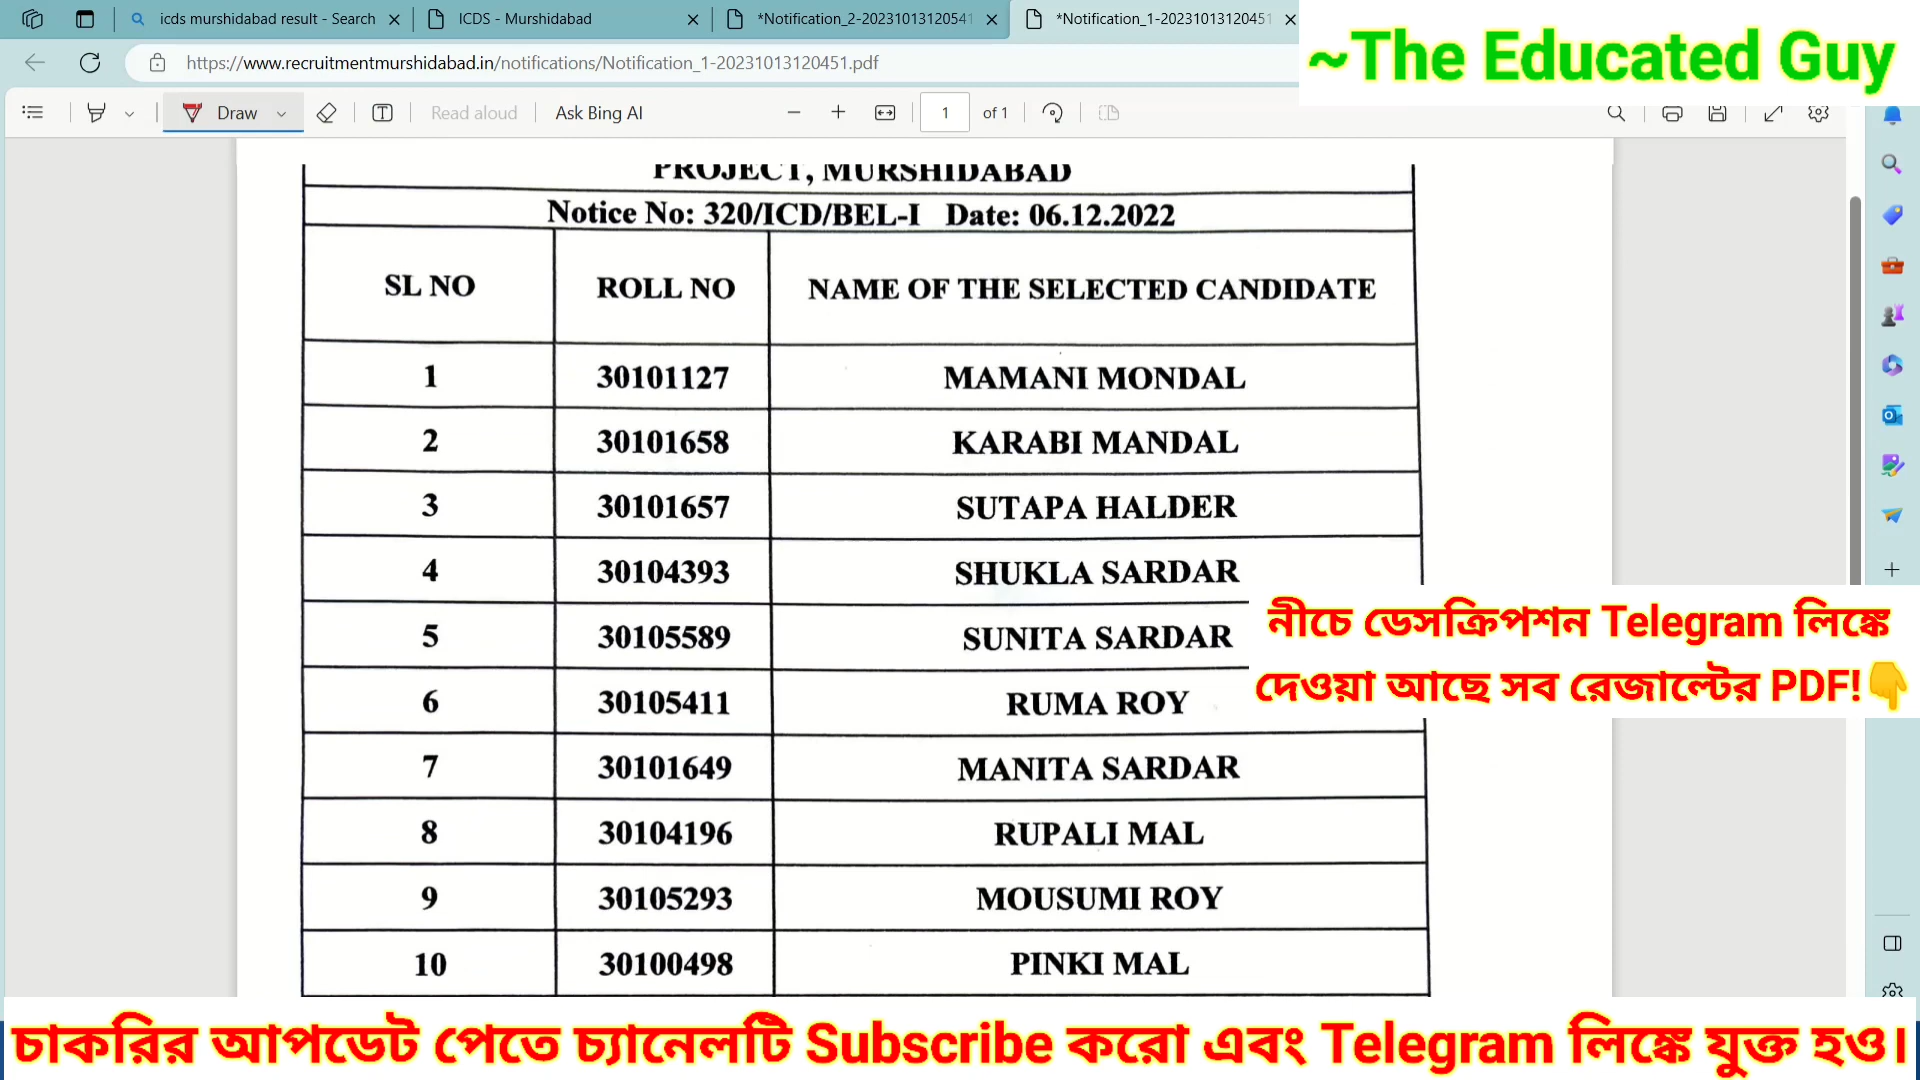 icds murshidabad result - Search
ICDS - Murshidabad
*Notification_2-20231013120541
*Notification_1-20231013120451
https://www.recruitmentmurshidabad.in/notifications/Notification_1-20231013120451.pdf
~The Educated Guy
Draw
Read aloud
Ask Bing AI
1 of 1
PROJECT, MURSHIDABAD
Notice No: 320/ICD/BEL-I Date: 06.12.2022
SL NO ROLL NO NAME OF THE SELECTED CANDIDATE
1 30101127 MAMANI MONDAL
2 30101658 KARABI MANDAL
3 30101657 SUTAPA HALDER
4 30104393 SHUKLA SARDAR
5 30105589 SUNITA SARDAR
6 30105411 RUMA ROY
7 30101649 MANITA SARDAR
8 30104196 RUPALI MAL
9 30105293 MOUSUMI ROY
10 30100498 PINKI MAL
নীচে ডেসক্রিপশন Telegram লিঙ্কে
দেওয়া আছে সব রেজাল্টের PDF!👇
চাকরির আপডেট পেতে চ্যানেলটি Subscribe করো এবং Telegram লিঙ্কে যুক্ত হও।